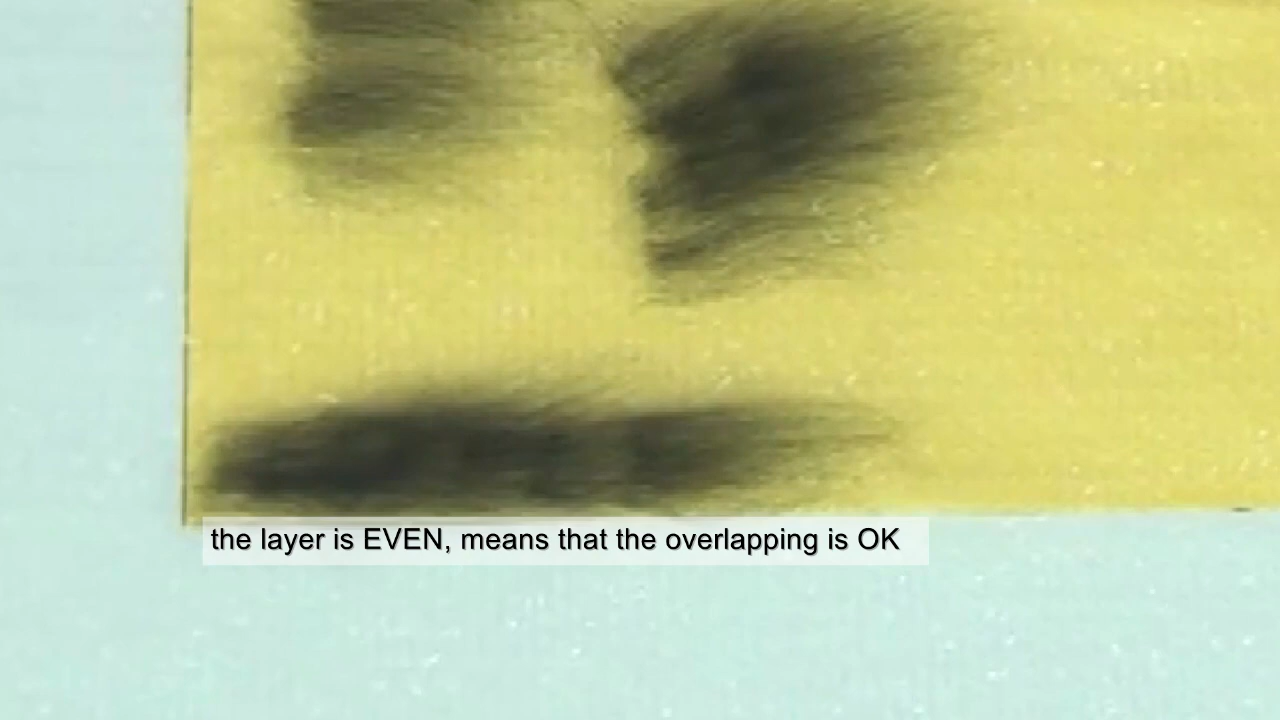 the layer is EVEN, means that the overlapping is OK